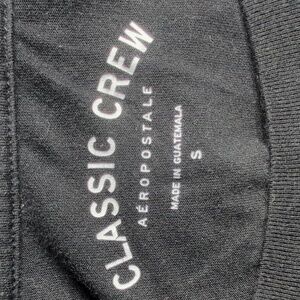 CLASSIC CREW
AÉROPOSTALE
MADE IN GUATEMALA
S